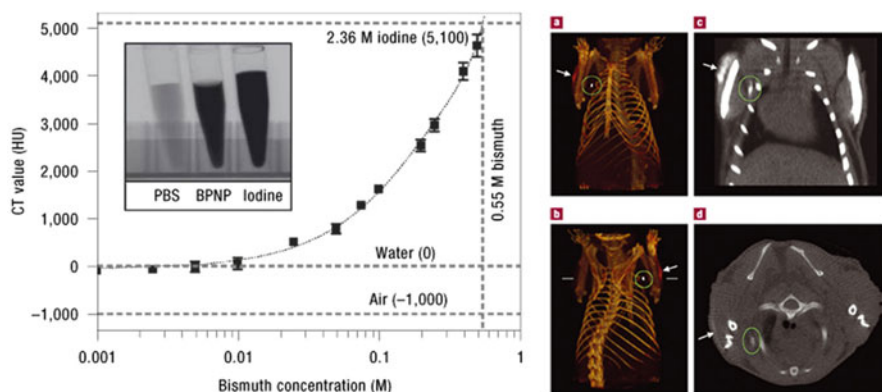 5,000
4,000
3,000
2,000
1,000
0
−1,000
CT value (HU)
2.36 M iodine (5,100)
0.55 M bismuth
Water (0)
Air (−1,000)
PBS BPNP Iodine
0.001 0.01 0.1 1
Bismuth concentration (M)
a
c
b
d